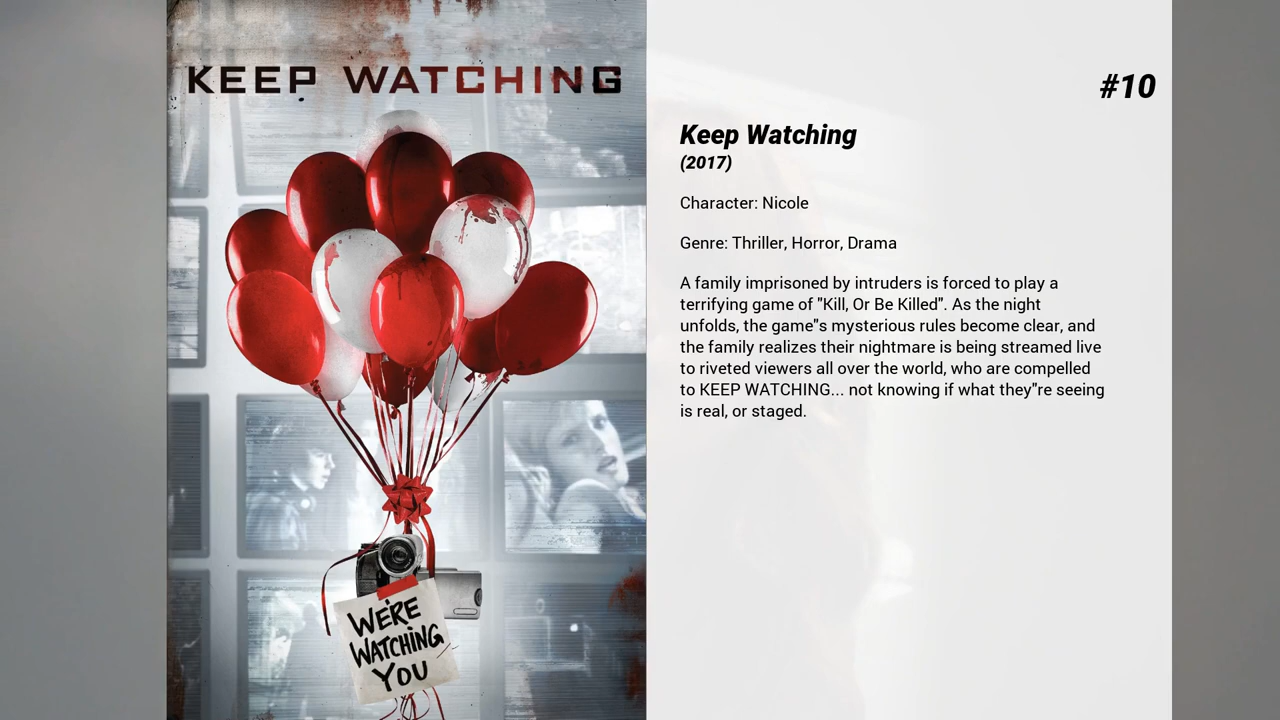 KEEP WATCHING
WE'RE
WATCHING
YOU
#10
Keep Watching
(2017)
Character: Nicole
Genre: Thriller, Horror, Drama
A family imprisoned by intruders is forced to play a
terrifying game of "Kill, Or Be Killed". As the night
unfolds, the game"s mysterious rules become clear, and
the family realizes their nightmare is being streamed live
to riveted viewers all over the world, who are compelled
to KEEP WATCHING... not knowing if what they"re seeing
is real, or staged.